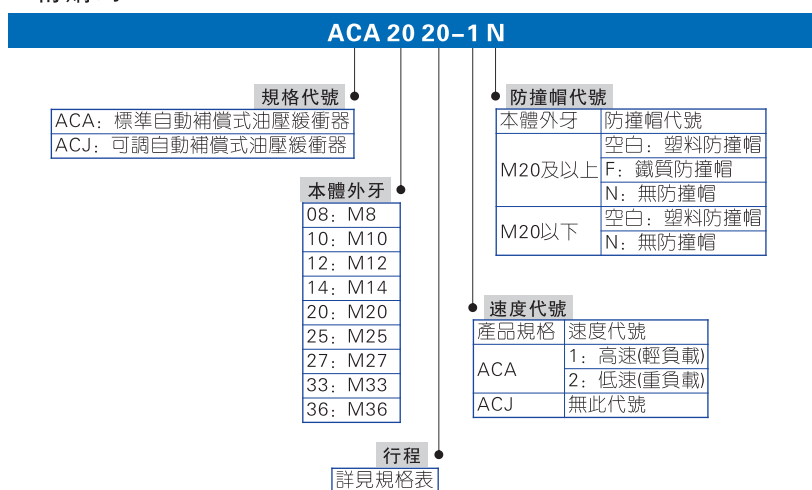 ACA 20 20–1 N
規格代號
ACA：標準自動補償式油壓緩衝器
ACJ：可調自動補償式油壓緩衝器
本體外牙
08：M8
10：M10
12：M12
14：M14
20：M20
25：M25
27：M27
33：M33
36：M36
行程
詳見規格表
防撞帽代號
本體外牙 防撞帽代號
M20及以上 空白：塑料防撞帽
F：鐵質防撞帽
N：無防撞帽
M20以下 空白：塑料防撞帽
N：無防撞帽
速度代號
產品規格 速度代號
ACA 1：高速(輕負載)
2：低速(重負載)
ACJ 無此代號